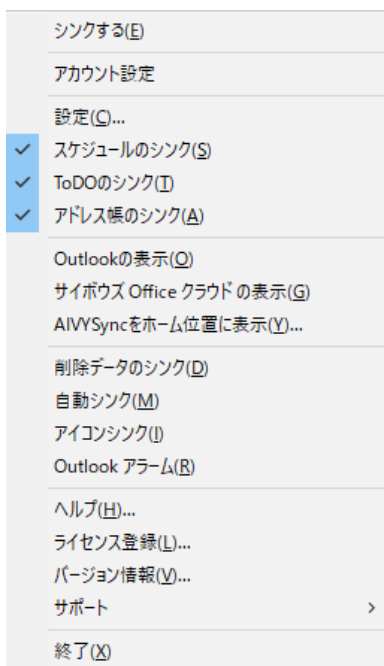 シンクする(E)
アカウント設定
設定(C)...
スケジュールのシンク(S)
ToDOのシンク(T)
アドレス帳のシンク(A)
Outlookの表示(O)
サイボウズ Office クラウド の表示(G)
AIVYSyncをホーム位置に表示(Y)...
削除データのシンク(D)
自動シンク(M)
アイコンシンク(I)
Outlook アラーム(R)
ヘルプ(H)...
ライセンス登録(L)...
バージョン情報(V)...
サポート
終了(X)